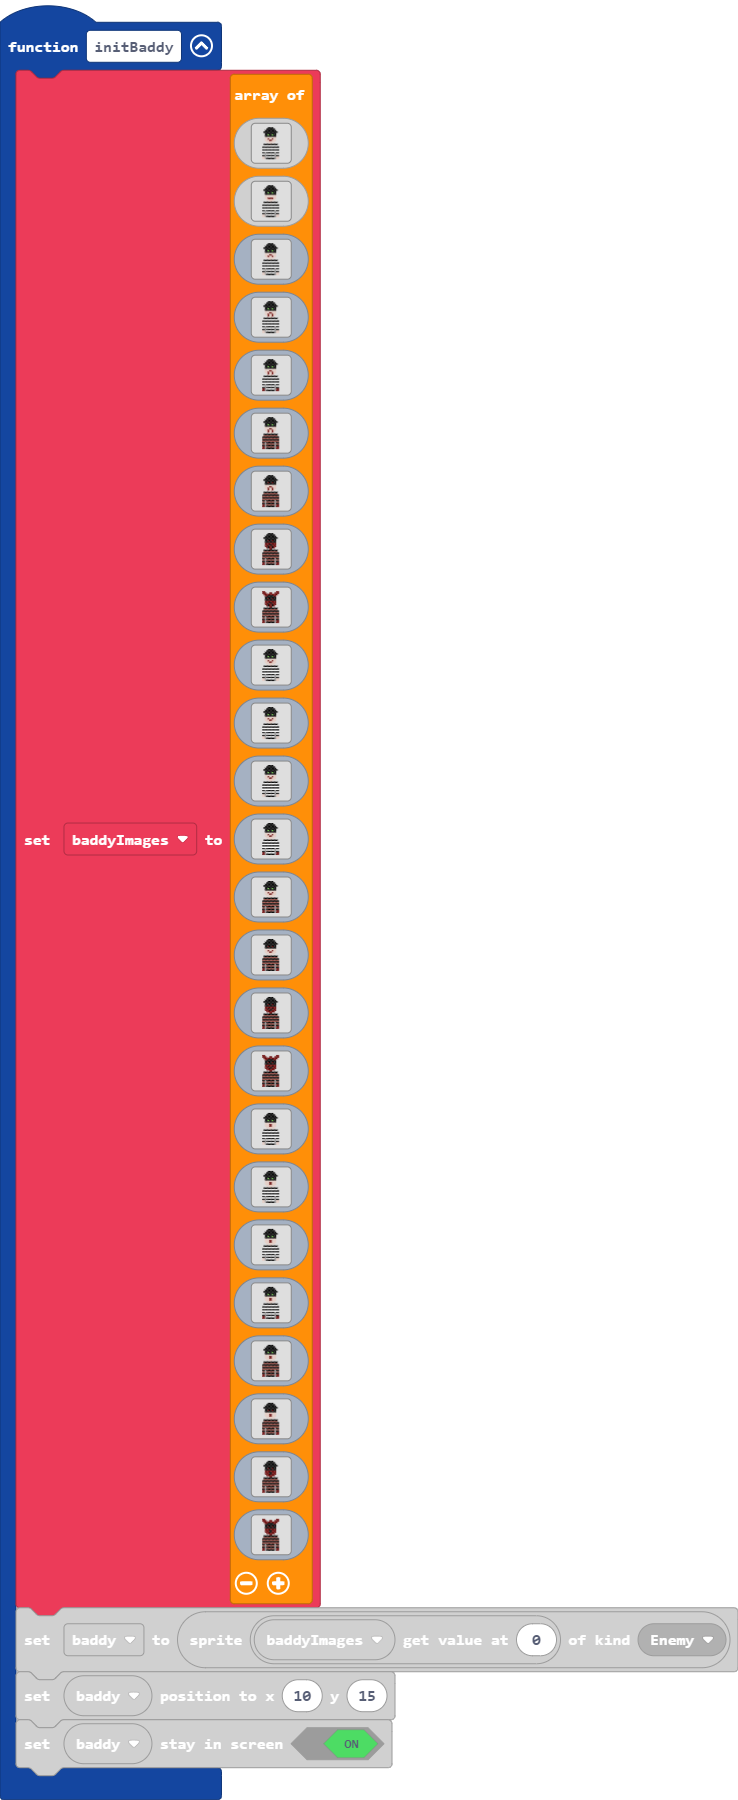 function initBaddy
array of
set baddyImages to
set baddy to sprite baddyImages get value at 0 of kind Enemy
set baddy position to x 10 y 15
set baddy stay in screen ON